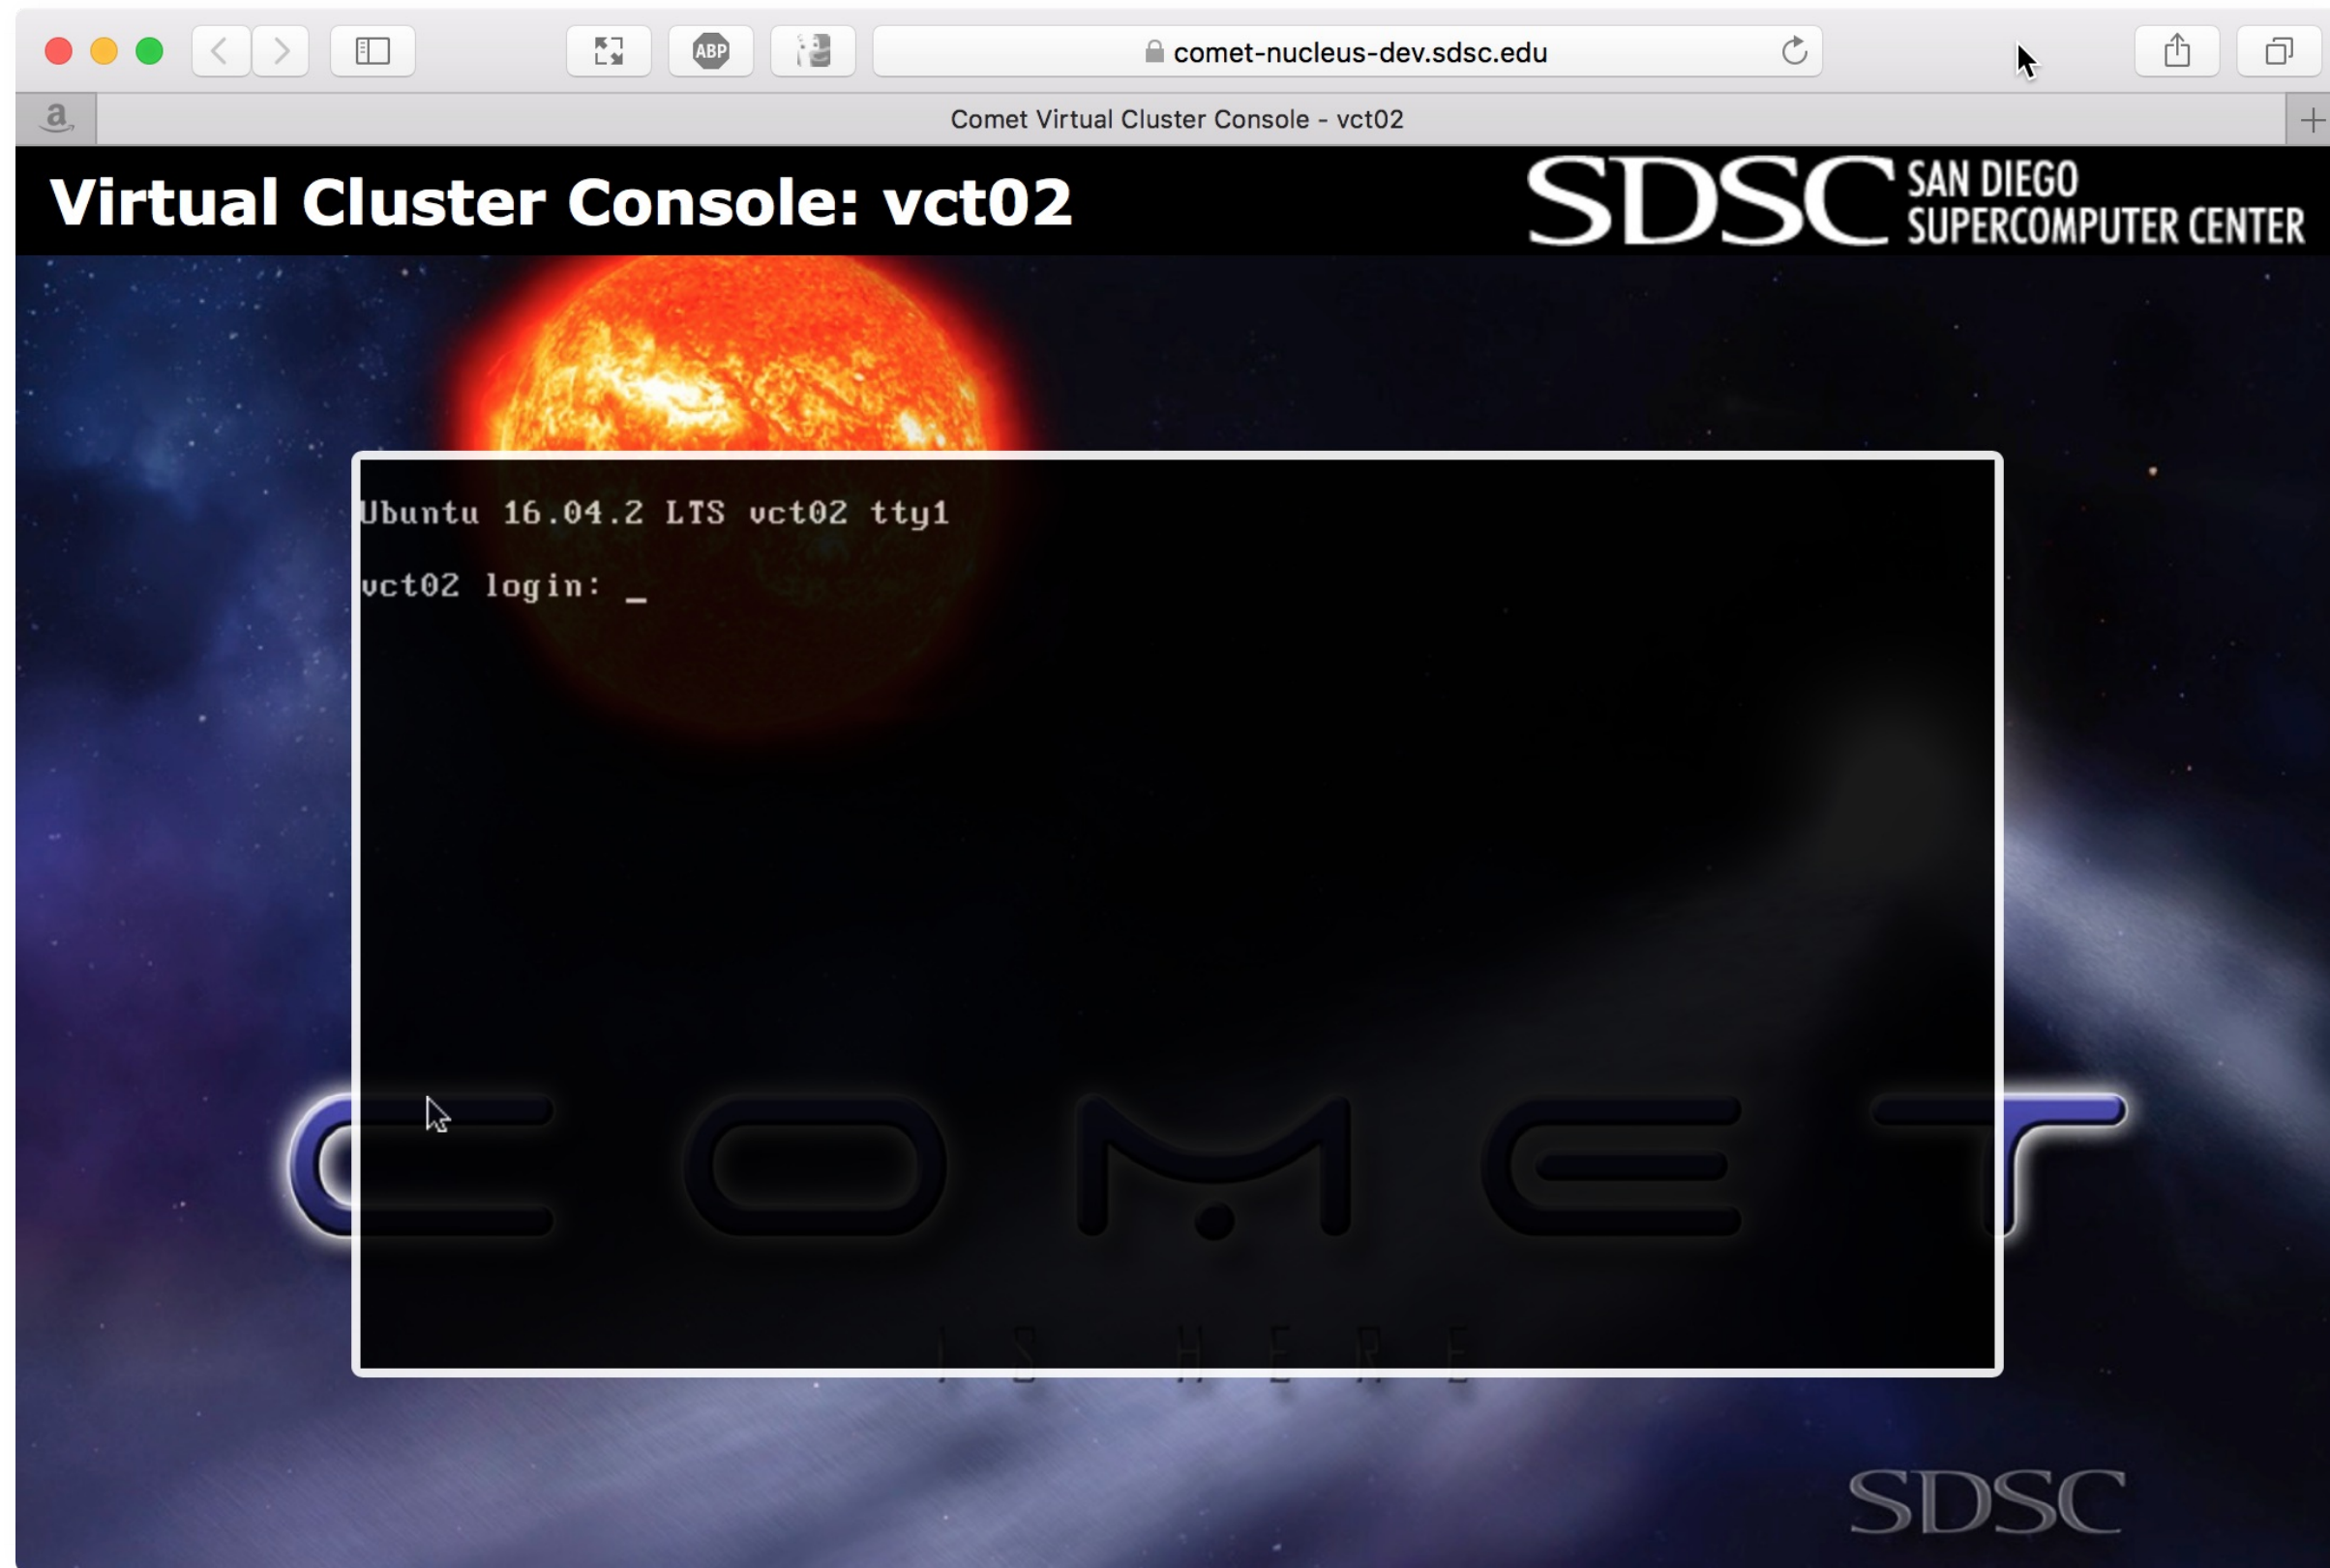 ABP
comet-nucleus-dev.sdsc.edu
a
Comet Virtual Cluster Console - vct02
Virtual Cluster Console: vct02
SDSC SAN DIEGO
SUPERCOMPUTER CENTER
Ubuntu 16.04.2 LTS vct02 tty1
vct02 login: _
COMET
IS HERE
SDSC